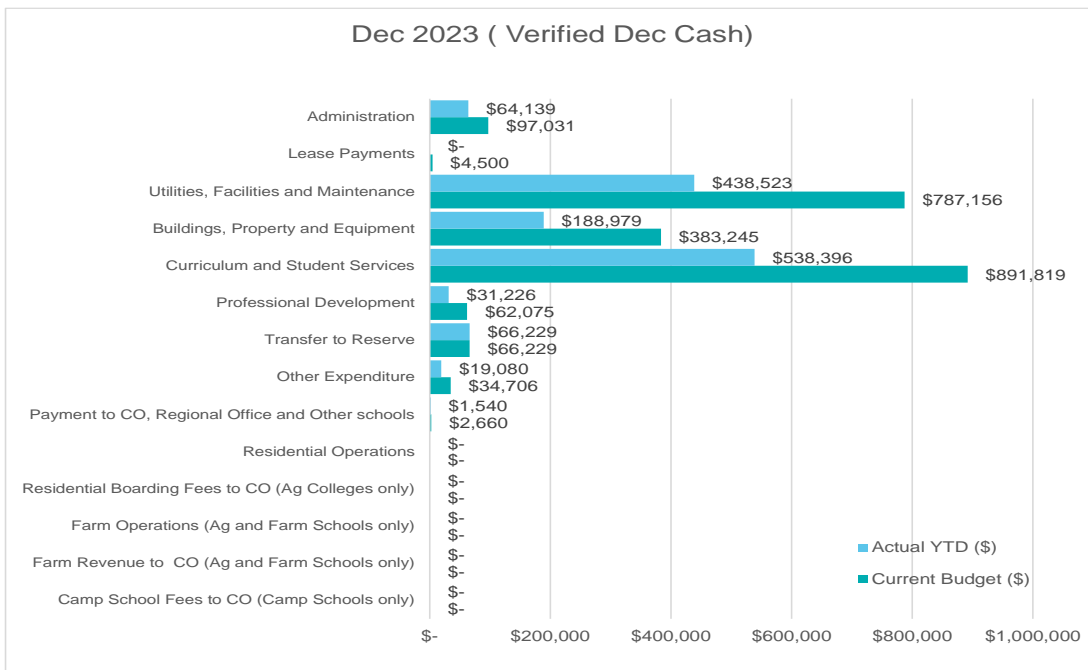 Dec 2023 ( Verified Dec Cash)
Administration
$64,139
$97,031
Lease Payments
$-
$4,500
Utilities, Facilities and Maintenance
$438,523
$787,156
Buildings, Property and Equipment
$188,979
$383,245
Curriculum and Student Services
$538,396
$891,819
Professional Development
$31,226
$62,075
Transfer to Reserve
$66,229
$66,229
Other Expenditure
$19,080
$34,706
Payment to CO, Regional Office and Other schools
$1,540
$2,660
Residential Operations
$-
$-
Residential Boarding Fees to CO (Ag Colleges only)
$-
$-
Farm Operations (Ag and Farm Schools only)
$-
$-
Farm Revenue to  CO (Ag and Farm Schools only)
$-
$-
Camp School Fees to CO (Camp Schools only)
$-
$-
Actual YTD ($)
Current Budget ($)
$- $200,000 $400,000 $600,000 $800,000 $1,000,000